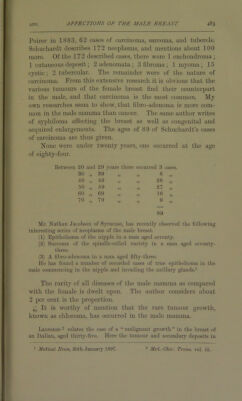 AFFECTIONS OF THE MALE BREAST 483
Poirer in 1883, 62 cases of carcinoma, sarcoma, and tubercle.
Schuchardt describes 172 neoplasms, and mentions about 100
more. Of the 172 described cases, there were 1 enchondroma;
1 cutaneous deposit; 2 adenomata; 3 fibroma; 1 myoma; 15
cystic; 2 tubercular. The remainder were of the nature of
carcinoma. From this extensive research it is obvious that the
various tumours of the female breast find their counterpart
in the male, and that carcinoma is the most common. My
own researches seem to show, that fibro-adenoma is more com-
mon in the male mamma than cancer. The same author writes
of syphiloma affecting the breast as well as congenital and
acquired enlargements. The ages of 89 of Schuchardt's cases
of carcinoma are thus given.
None were under twenty years, one occurred at the age
of eighty-four.
Between 20 and 29 years there occurred 3 cases.
30 „ 39 „ „ 6 „
40 „ 49 „ „ 28 „
50 „ 59 „ „ 27 „
60 „ 69 „ „ 16 „
70 „ 79 „ „ 9 „
89
Mr. Nathan Jacobson of Syracuse, has recently observed the following
interesting series of neoplasms of the male breast.
(1) Epithelioma of the nipple in a man aged seventy.
(2) Sarcoma of the spindle-celled variety in a man aged seventy-
three.
(3) A fibro-adenoma in a man aged fifty-three.
He has found a number of recorded cases of true epithelioma in the
male commencing in the nipple and invading the axillary glands.¹
The rarity of all diseases of the male mamma as compared
with the female is dwelt upon. The author considers about
2 per cent is the proportion.
It is worthy of mention that the rare tumour growth,
known as chloroma, has occurred in the male mamma.
relates the case of a "malignant growth" in the breast of
an Italian, aged thirty-five. Here the tumour and secondary deposits in
¹ Medical News, 30th January 1897. ² Med. Chir. Trans. vol.